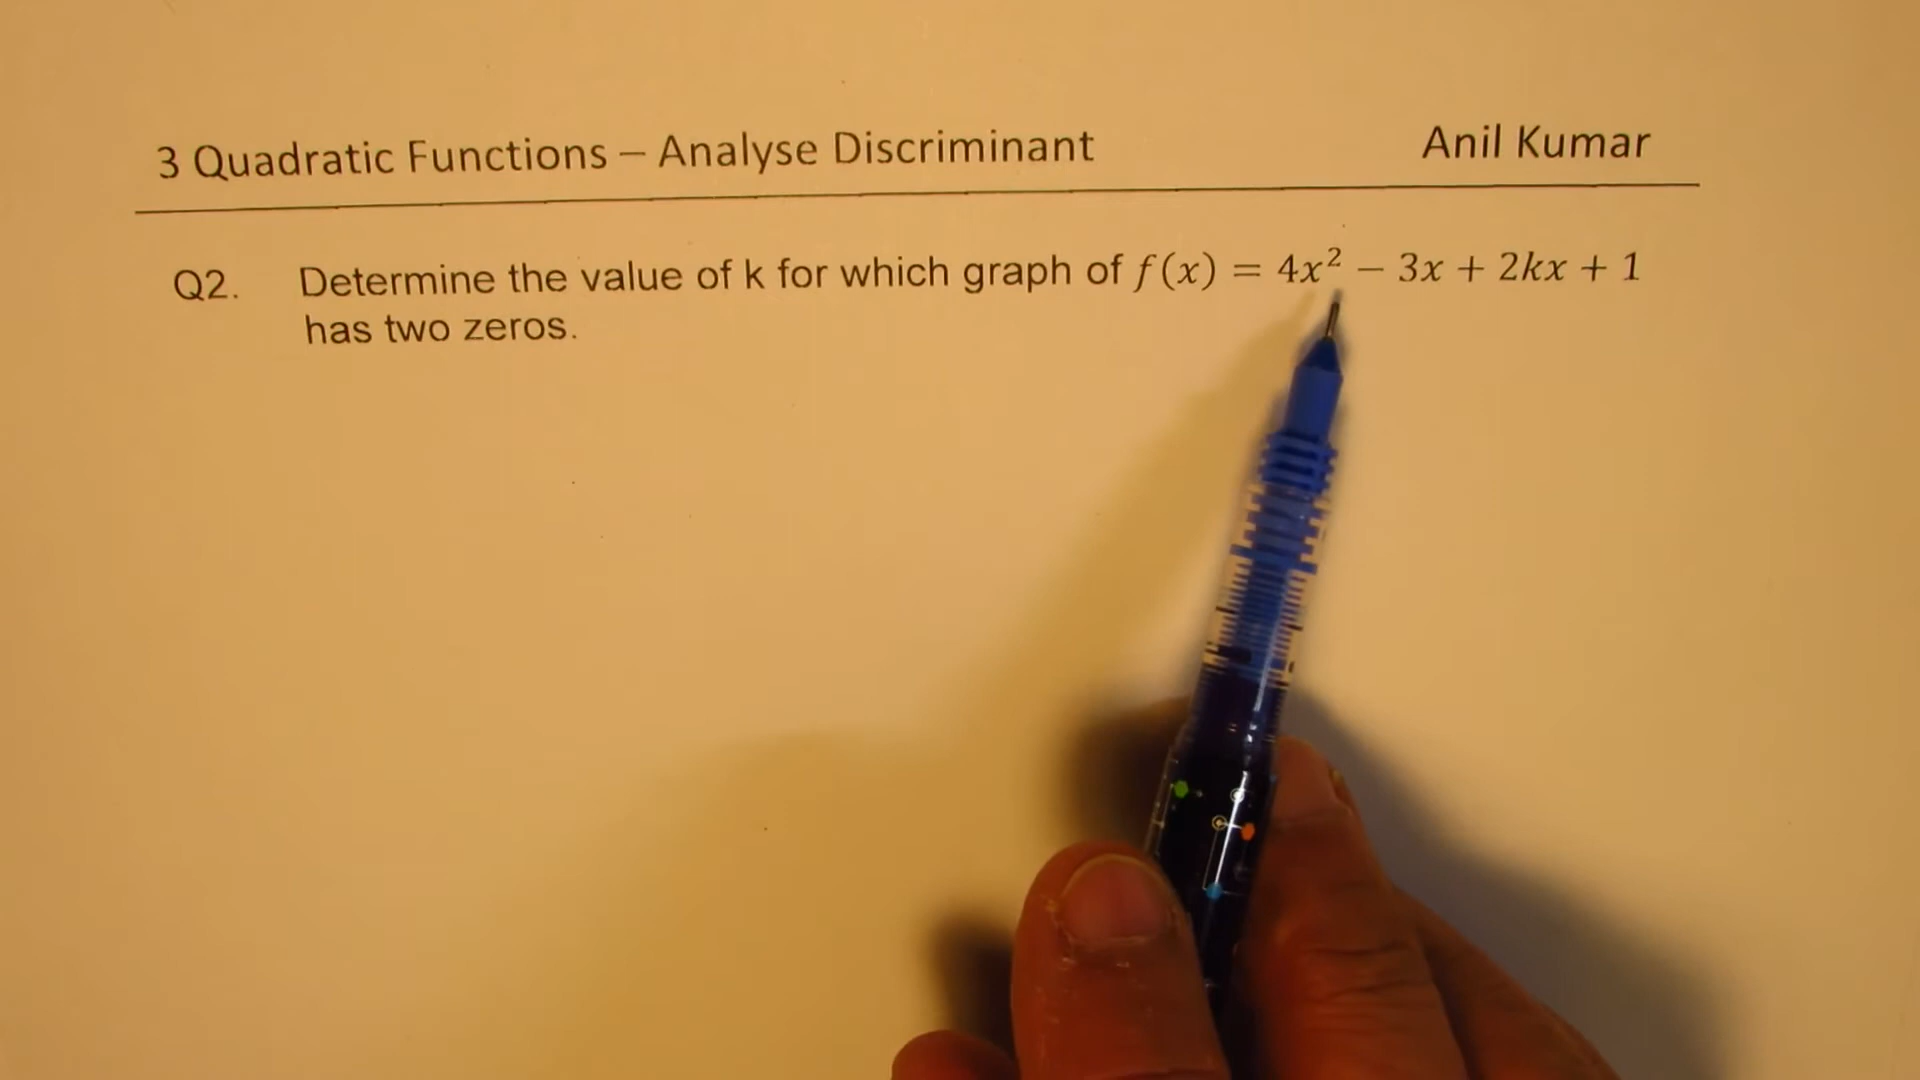 3 Quadratic Functions – Analyse Discriminant Anil Kumar
Q2. Determine the value of k for which graph of f(x) = 4x² − 3x + 2kx + 1
has two zeros.